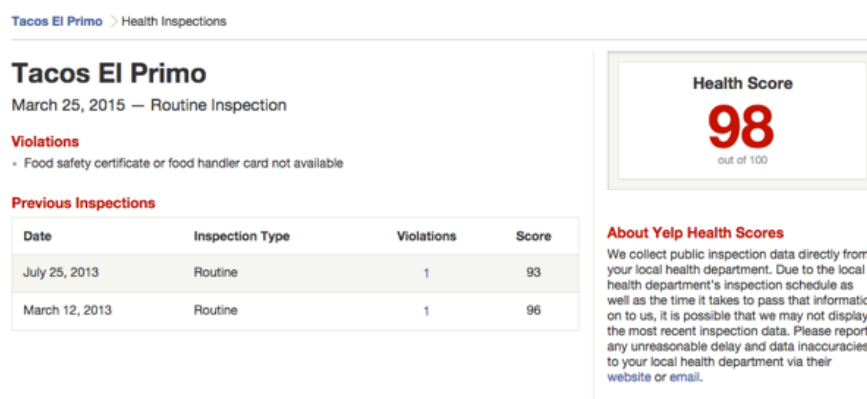 Tacos El Primo > Health Inspections
Tacos El Primo
March 25, 2015 — Routine Inspection
Violations
• Food safety certificate or food handler card not available
Previous Inspections
Date Inspection Type Violations Score
July 25, 2013 Routine 1 93
March 12, 2013 Routine 1 96
Health Score
98
out of 100
About Yelp Health Scores
We collect public inspection data directly from
your local health department. Due to the local
health department's inspection schedule as
well as the time it takes to pass that informatio
on to us, it is possible that we may not display
the most recent inspection data. Please report
any unreasonable delay and data inaccuracies
to your local health department via their
website or email.